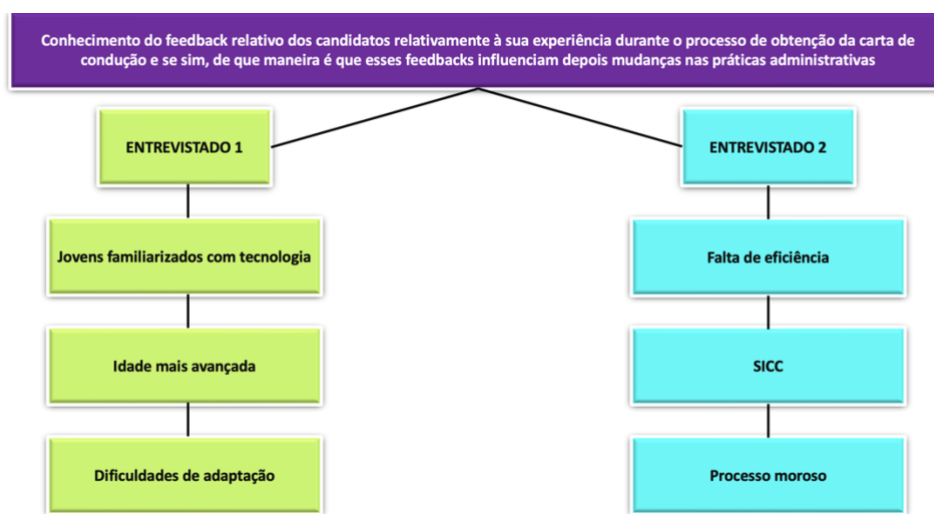 Conhecimento do feedback relativo dos candidatos relativamente à sua experiência durante o processo de obtenção da carta de
condução e se sim, de que maneira é que esses feedbacks influenciam depois mudanças nas práticas administrativas
ENTREVISTADO 1
ENTREVISTADO 2
Jovens familiarizados com tecnologia
Falta de eficiência
Idade mais avançada
SICC
Dificuldades de adaptação
Processo moroso